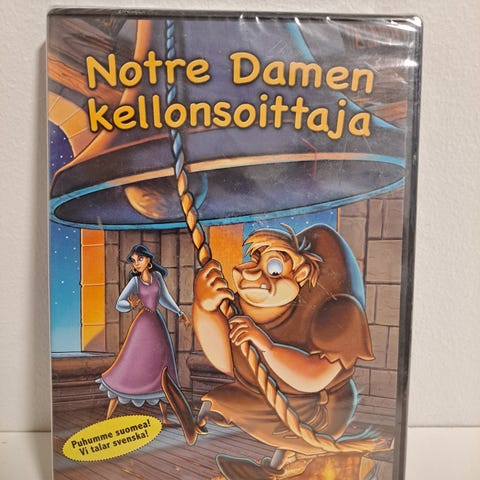 Notre Damen
kellonsoittaja
Puhumme suomea!
Vi talar svenska!